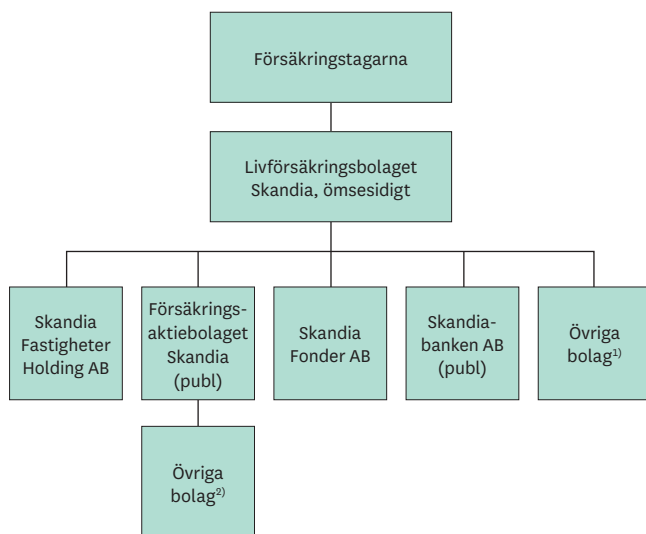 Försäkringstagarna
Livförsäkringsbolaget
Skandia, ömsesidigt
Skandia
Fastigheter
Holding AB
Försäkrings-
aktiebolaget
Skandia
(publ)
Skandia
Fonder AB
Skandia-
banken AB
(publ)
Övriga
bolag¹⁾
Övriga
bolag²⁾